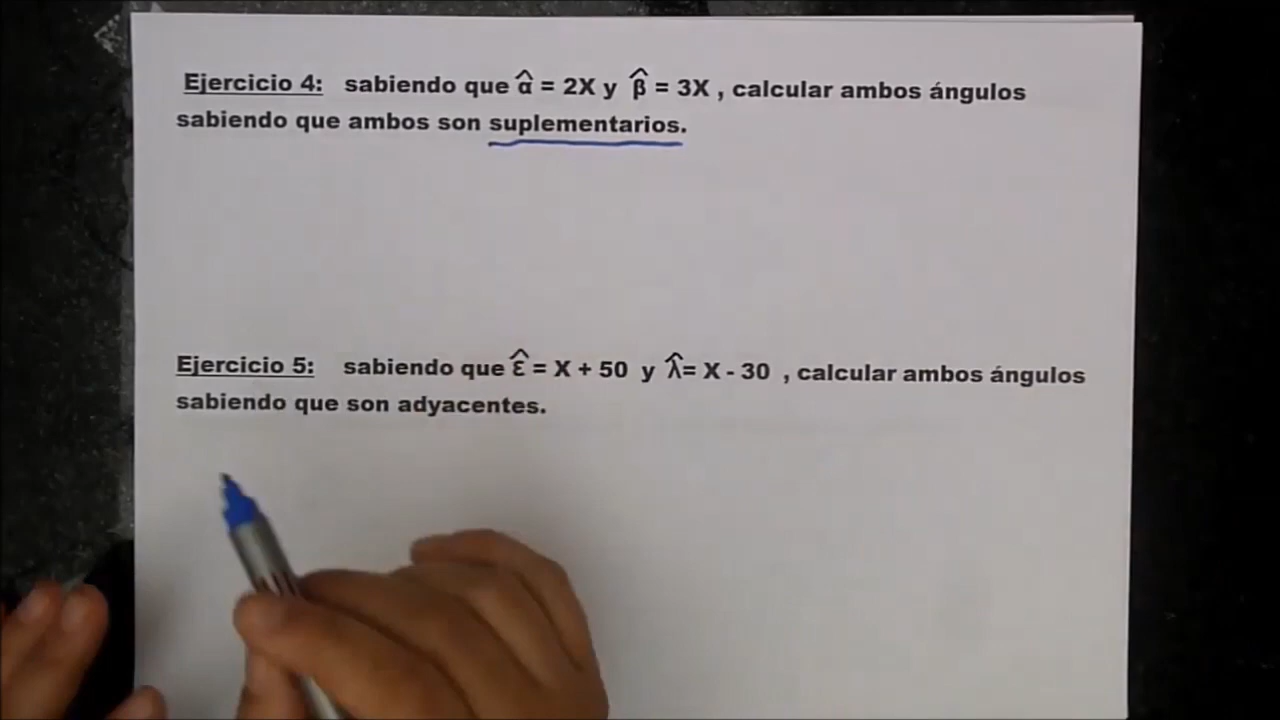 Ejercicio 4: sabiendo que α̂ = 2X y β̂ = 3X , calcular ambos ángulos
sabiendo que ambos son suplementarios.
Ejercicio 5: sabiendo que ε̂ = X + 50 y λ̂ = X - 30 , calcular ambos ángulos
sabiendo que son adyacentes.